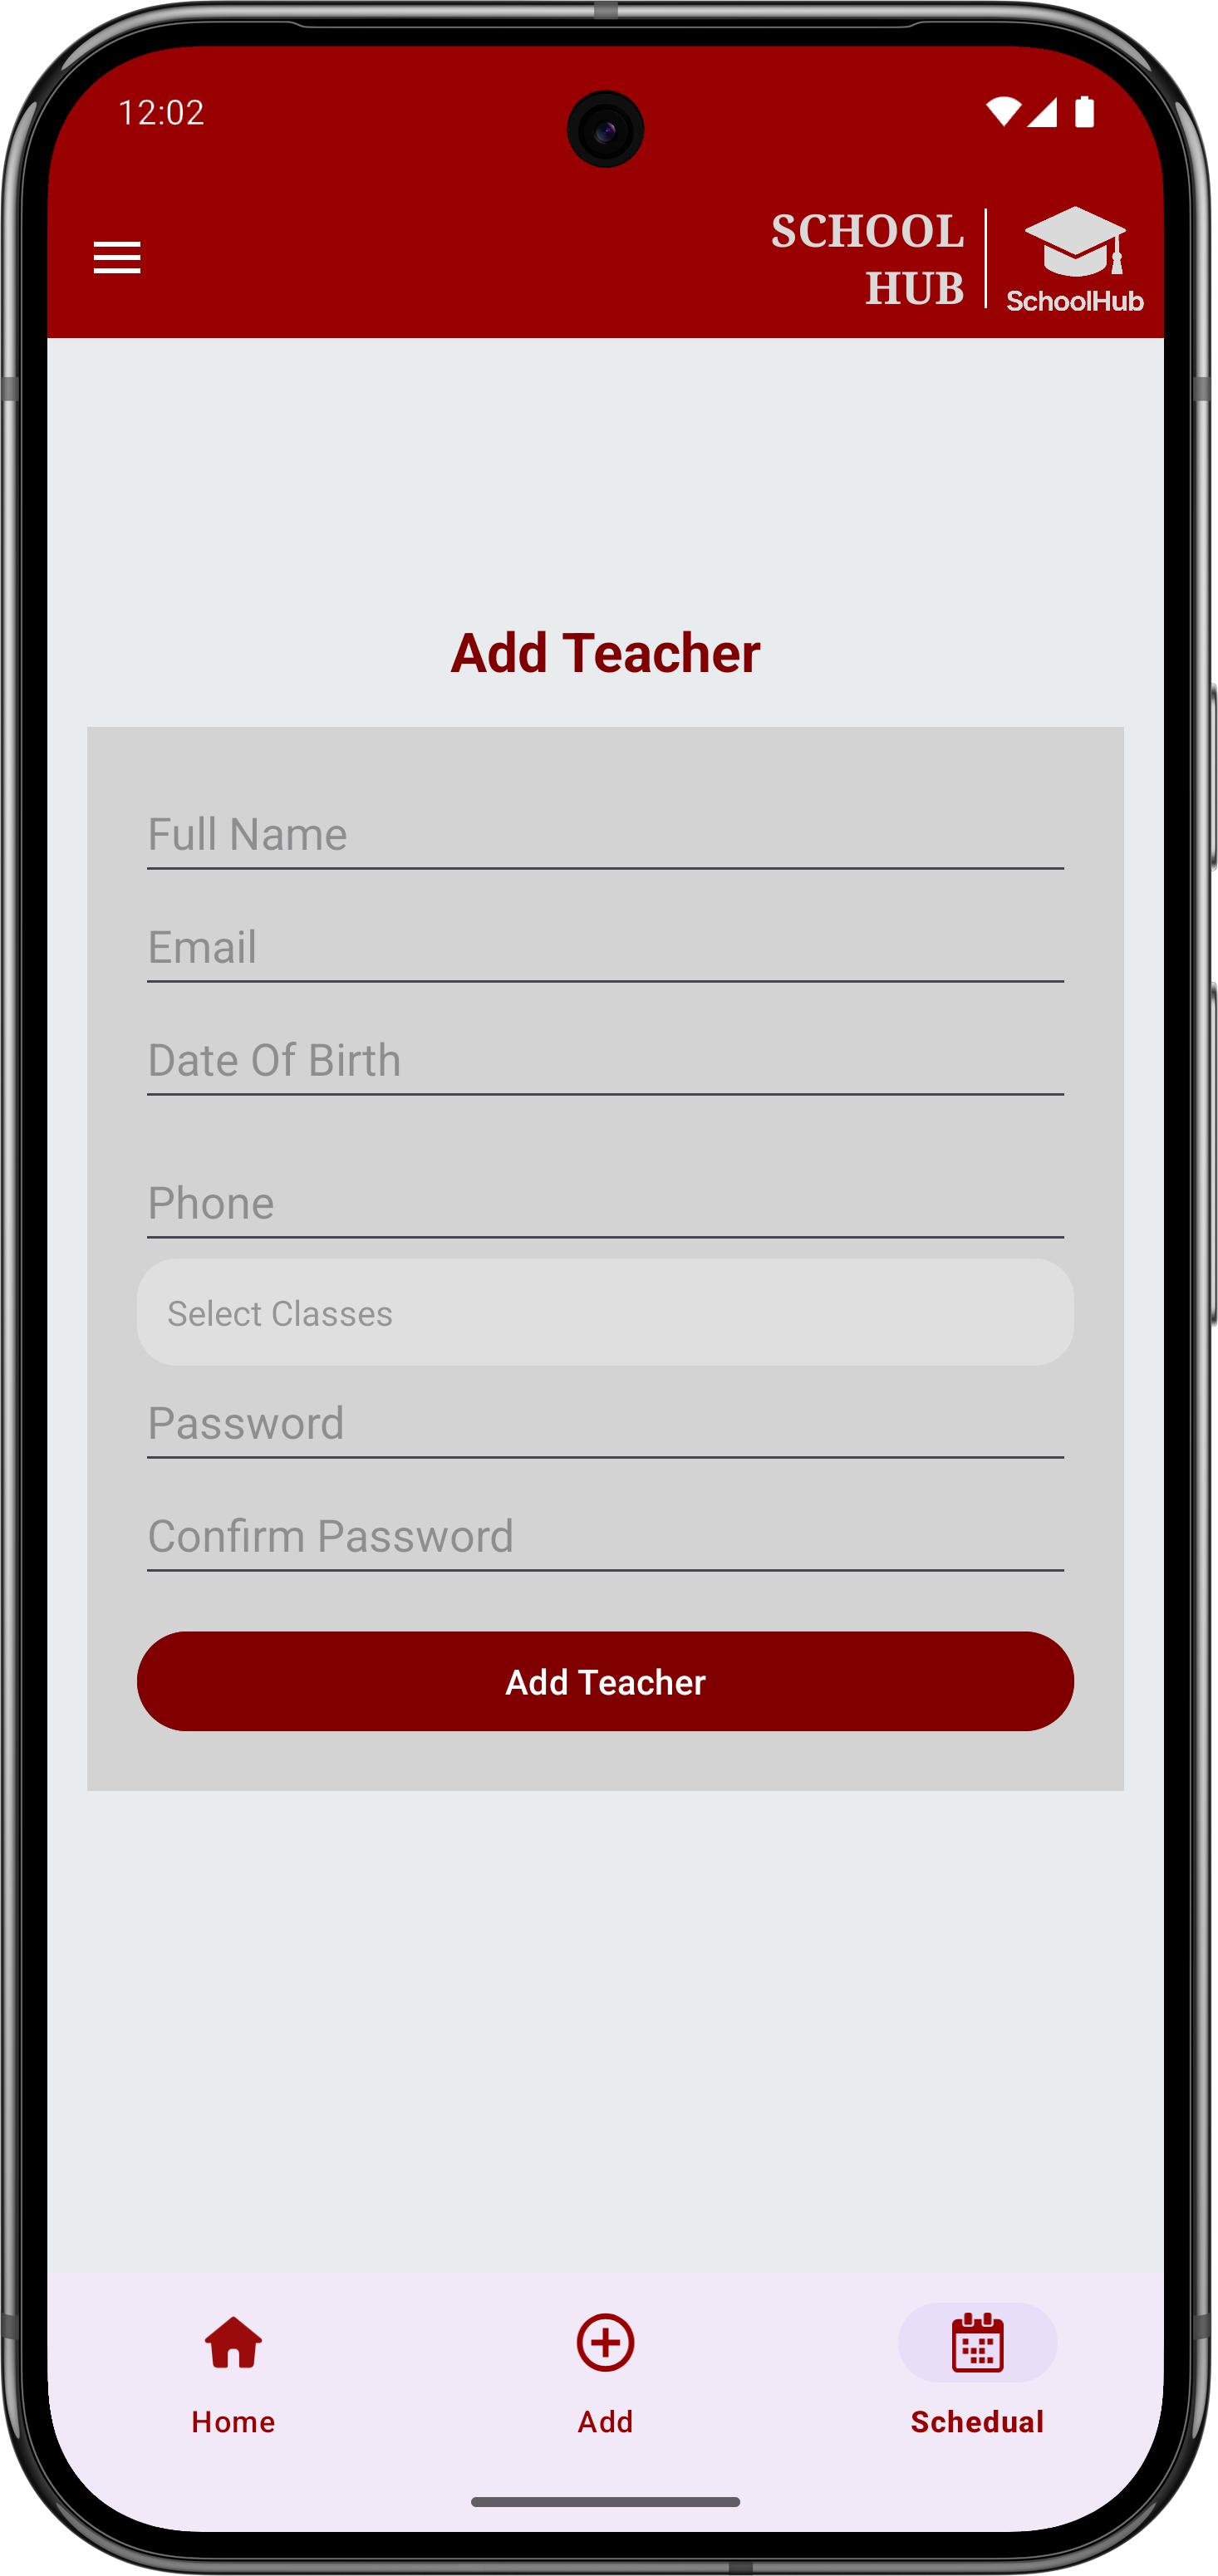 12:02
SCHOOL
HUB
SchoolHub
Add Teacher
Full Name
Email
Date Of Birth
Phone
Select Classes
Password
Confirm Password
Add Teacher
Home
Add
Schedual